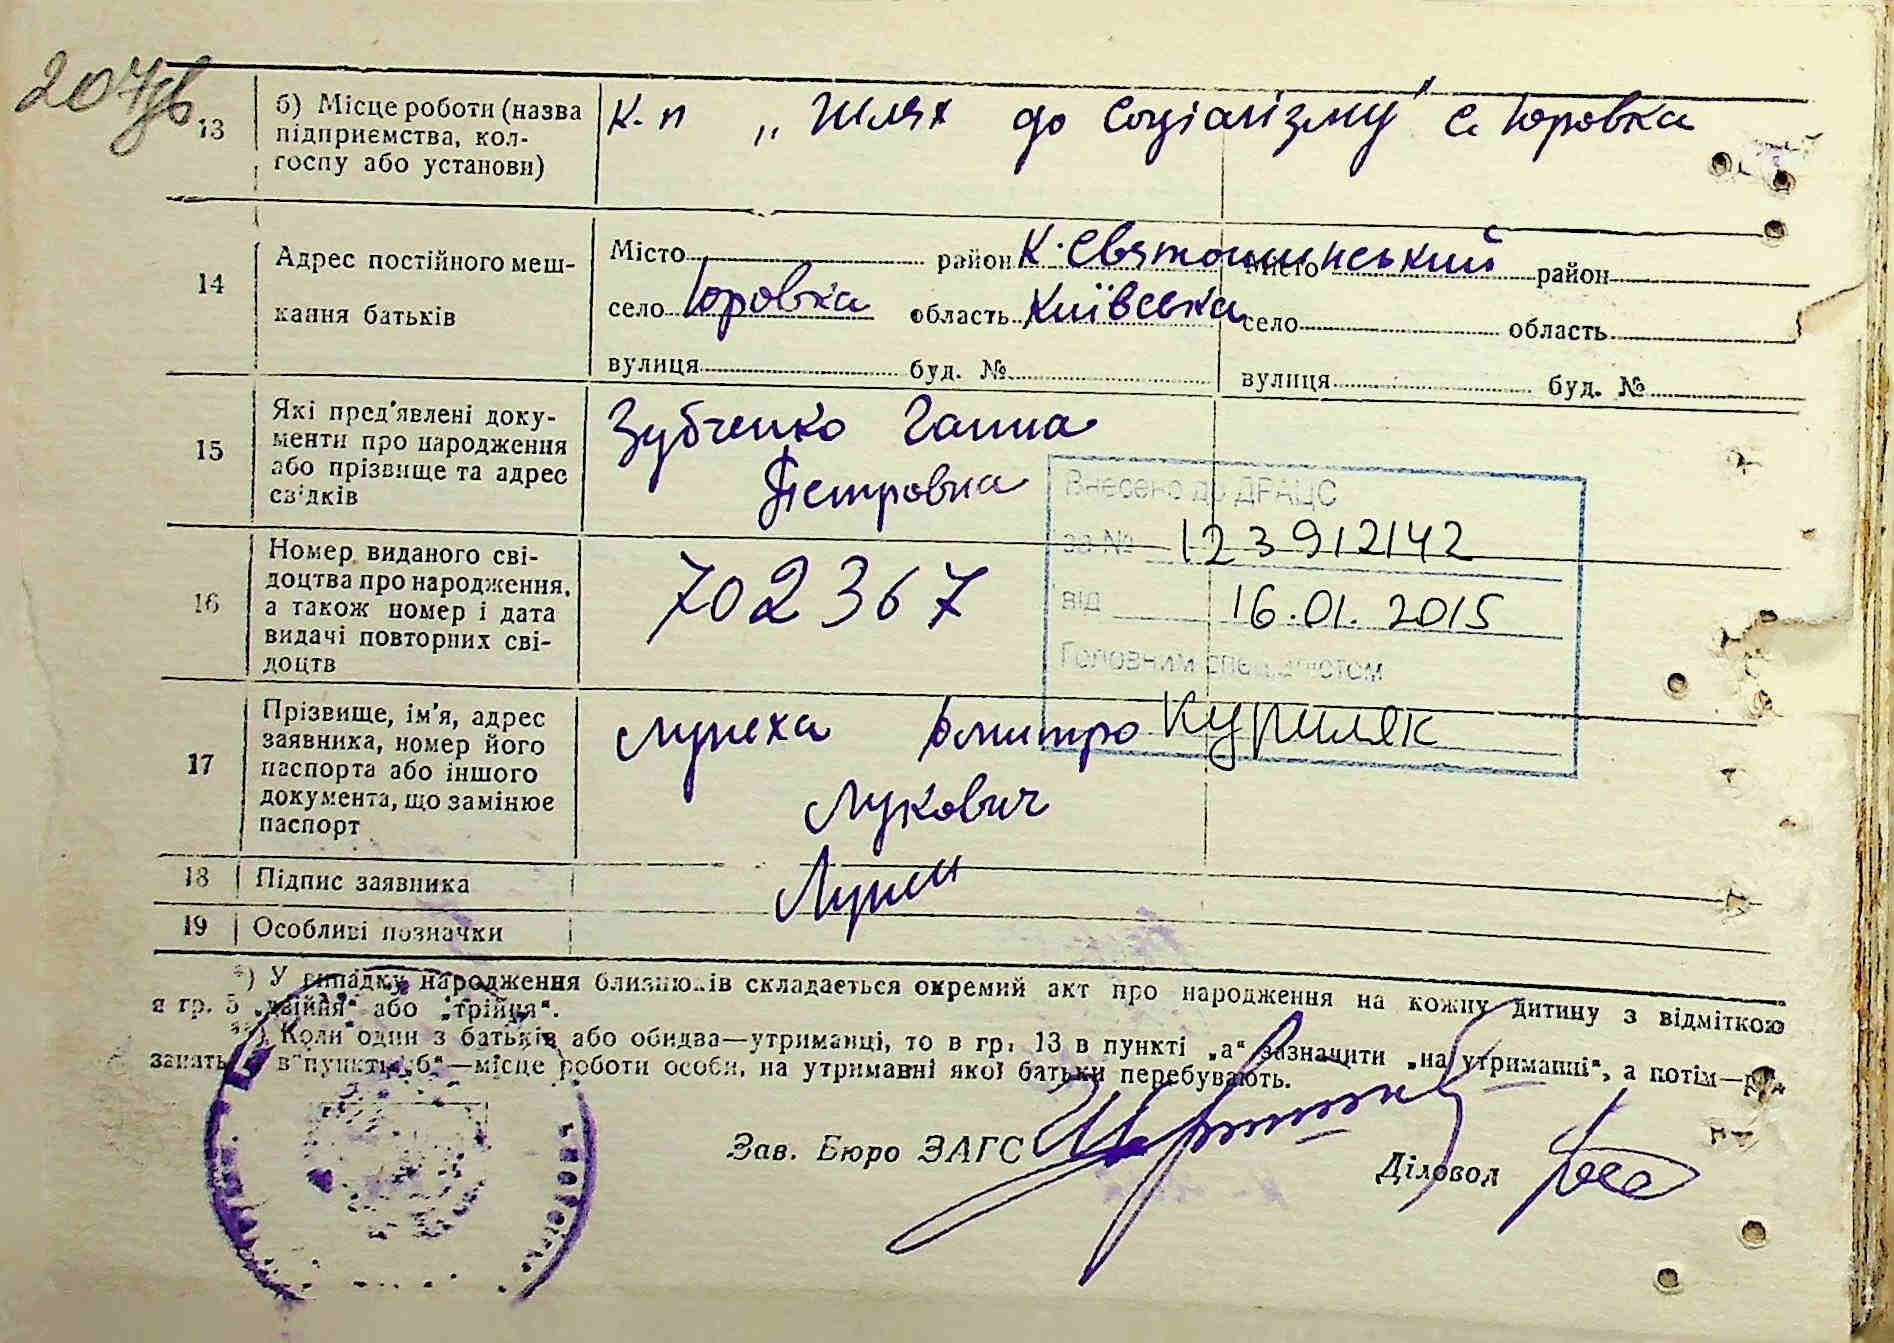 207зв
13 б) Місце роботи (назва підприємства, колгоспу або установи) К-п „Шлях до Соціалізму" с. Юровка
14 Адрес постійного мешкання батьків
Місто район К-Святошинський Місто район
село Юровка область Київська село область
вулиця буд. № вулиця буд. №
15 Які пред'явлені документи про народження або прізвище та адрес свідків
Зубченко Ганна
Петровна
Внесено до ДРАЦС
за № 123912142
від 16.01.2015
Головним спеціалістом
Куриляк
16 Номер виданого свідоцтва про народження, а також номер і дата видачі повторних свідоцтв
702367
17 Прізвище, ім'я, адрес заявника, номер його паспорта або іншого документа, що замінює паспорт
Дмитро
Лукович
18 Підпис заявника
19 Особливі позначки
*) У випадку народження близнюків складається окремий акт про народження на кожну дитину з відміткою
в гр. 5 „двійня" або „трійця".
**) Коли один з батьків або обидва—утриманці, то в гр. 13 в пункті „а" зазначити „на утриманні", а потім—
в пункті „б"—місце роботи особи, на утриманні якої батьки перебувають.
Зав. Бюро ЗАГС
Діловод